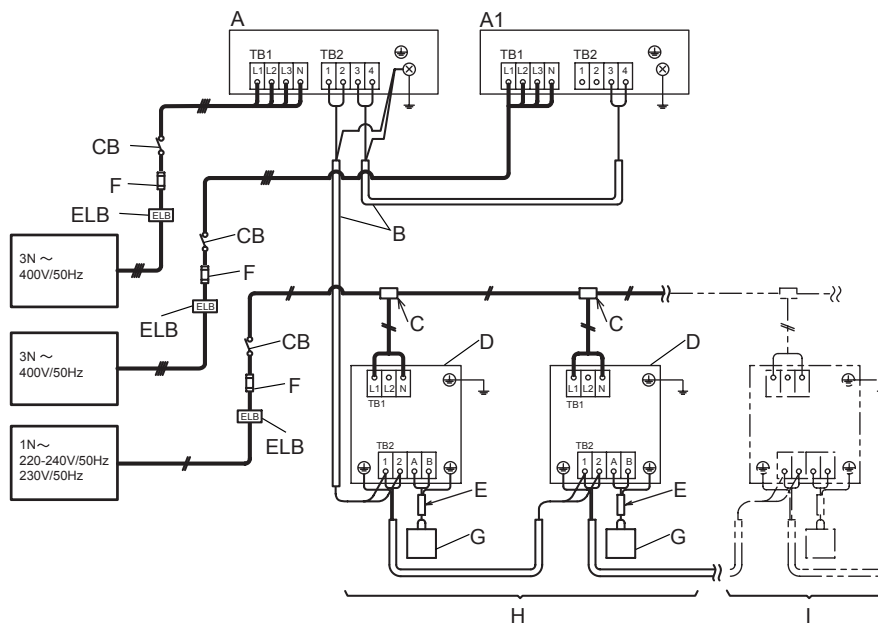 A
A1
TB1
TB2
TB1
TB2
L1 L2 L3 N
1 2 3 4
L1 L2 L3 N
1 2 3 4
CB
F
ELB
B
3N ~
400V/50Hz
CB
F
ELB
C
C
3N ~
400V/50Hz
CB
F
ELB
D
D
L1 L2 N
TB1
L1 L2 N
TB1
1N~
220-240V/50Hz
230V/50Hz
TB2
1 2 A B
TB2
1 2 A B
E
E
G
G
H
I